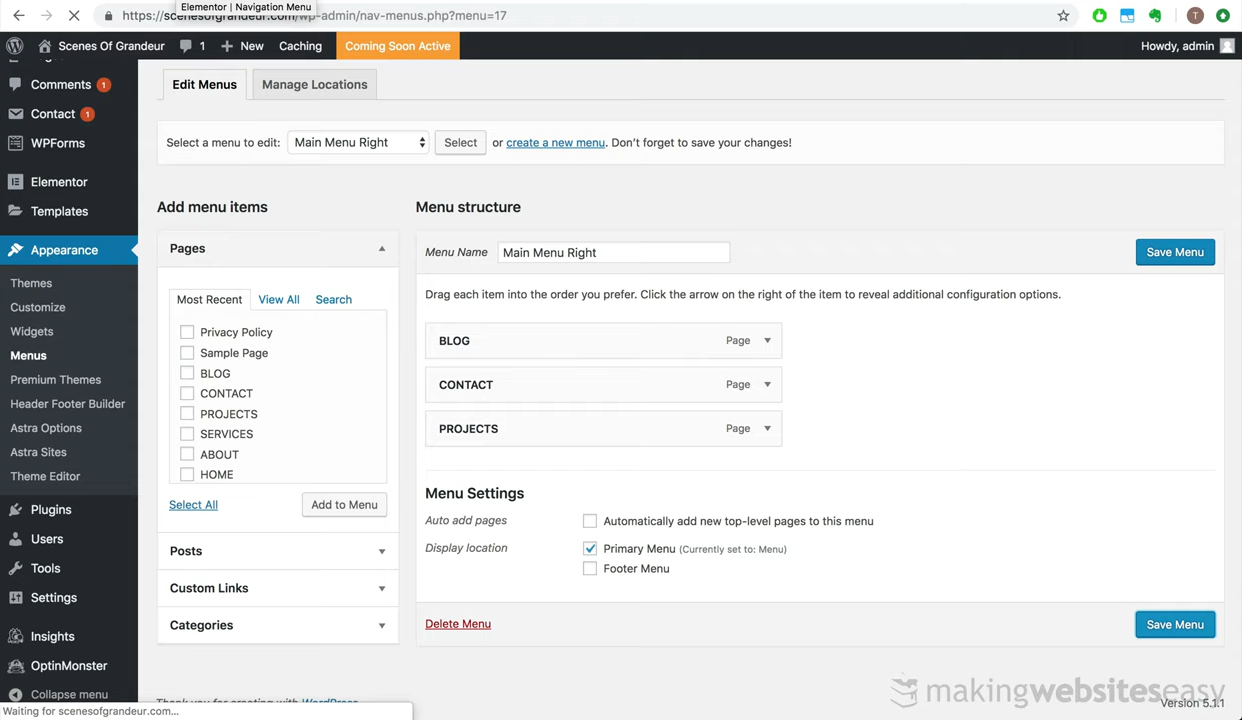 Elementor | Navigation Menu
https://scenesofgrandeur.com/wp-admin/nav-menus.php?menu=17
T
Scenes Of Grandeur 1 New Caching Coming Soon Active Howdy, admin
Comments 1
Contact 1
WPForms
Elementor
Templates
Appearance
Themes
Customize
Widgets
Menus
Premium Themes
Header Footer Builder
Astra Options
Astra Sites
Theme Editor
Plugins
Users
Tools
Settings
Insights
OptinMonster
Collapse menu
Edit Menus Manage Locations
Select a menu to edit: Main Menu Right Select or create a new menu. Don't forget to save your changes!
Add menu items
Pages
Most Recent View All Search
Privacy Policy
Sample Page
BLOG
CONTACT
PROJECTS
SERVICES
ABOUT
HOME
Select All Add to Menu
Posts
Custom Links
Categories
Menu structure
Menu Name Main Menu Right Save Menu
Drag each item into the order you prefer. Click the arrow on the right of the item to reveal additional configuration options.
BLOG Page
CONTACT Page
PROJECTS Page
Menu Settings
Auto add pages Automatically add new top-level pages to this menu
Display location Primary Menu (Currently set to: Menu)
Footer Menu
Delete Menu Save Menu
Thank you for creating with WordPress
makingwebsiteseasy
Version 5.1.1
Waiting for scenesofgrandeur.com...